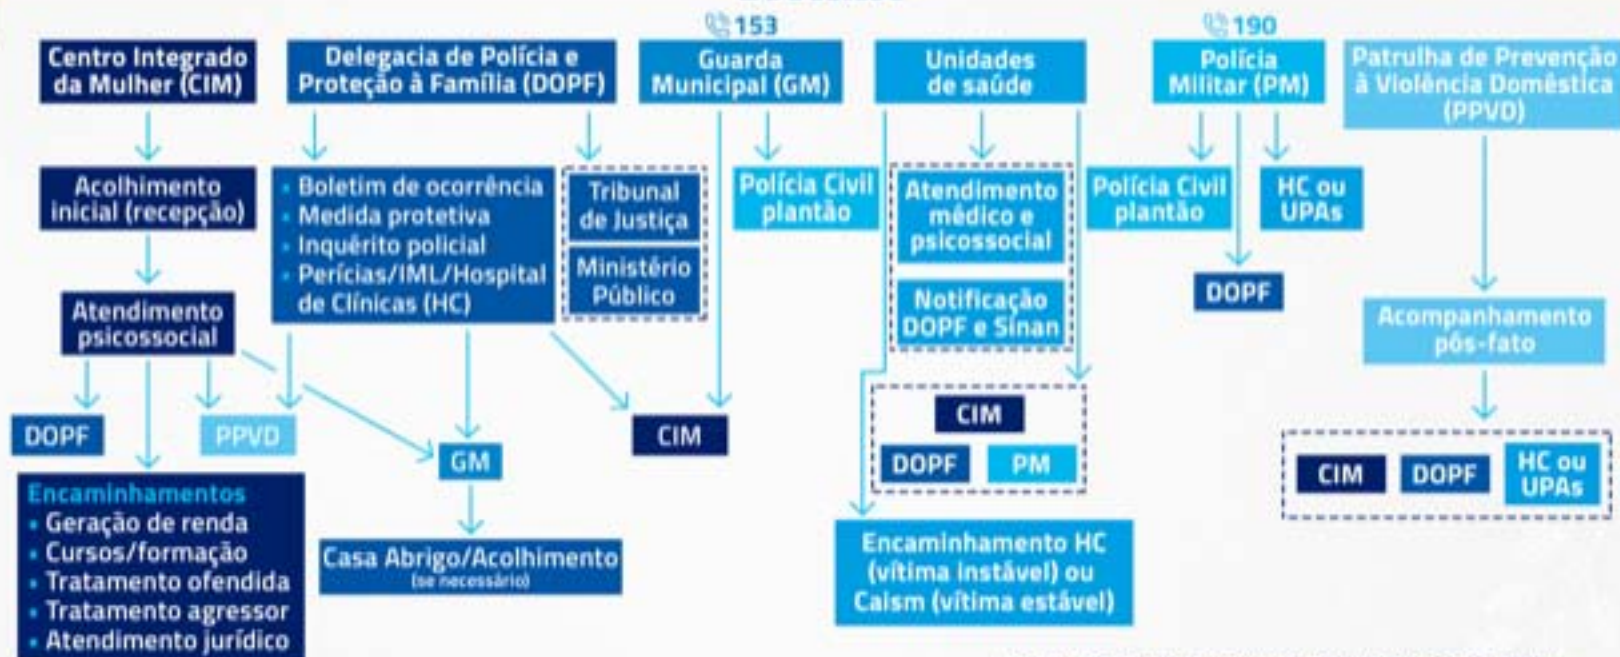 153
190
Centro Integrado
da Mulher (CIM)
Delegacia de Polícia e
Proteção à Família (DOPF)
Guarda
Municipal (GM)
Unidades
de saúde
Polícia
Militar (PM)
Patrulha de Prevenção
à Violência Doméstica
(PPVD)
Acolhimento
inicial (recepção)
• Boletim de ocorrência
• Medida protetiva
• Inquérito policial
• Perícias/IML/Hospital
de Clínicas (HC)
Tribunal
de Justiça
Ministério
Público
Polícia Civil
plantão
Atendimento
médico e
psicossocial
Notificação
DOPF e Sinan
Polícia Civil
plantão
HC ou
UPAs
DOPF
Atendimento
psicossocial
Acompanhamento
pós-fato
DOPF
PPVD
GM
CIM
CIM
DOPF
PM
CIM
DOPF
HC ou
UPAs
Encaminhamentos
• Geração de renda
• Cursos/formação
• Tratamento ofendida
• Tratamento agressor
• Atendimento jurídico
Casa Abrigo/Acolhimento
(se necessário)
Encaminhamento HC
(vítima instável) ou
Caism (vítima estável)